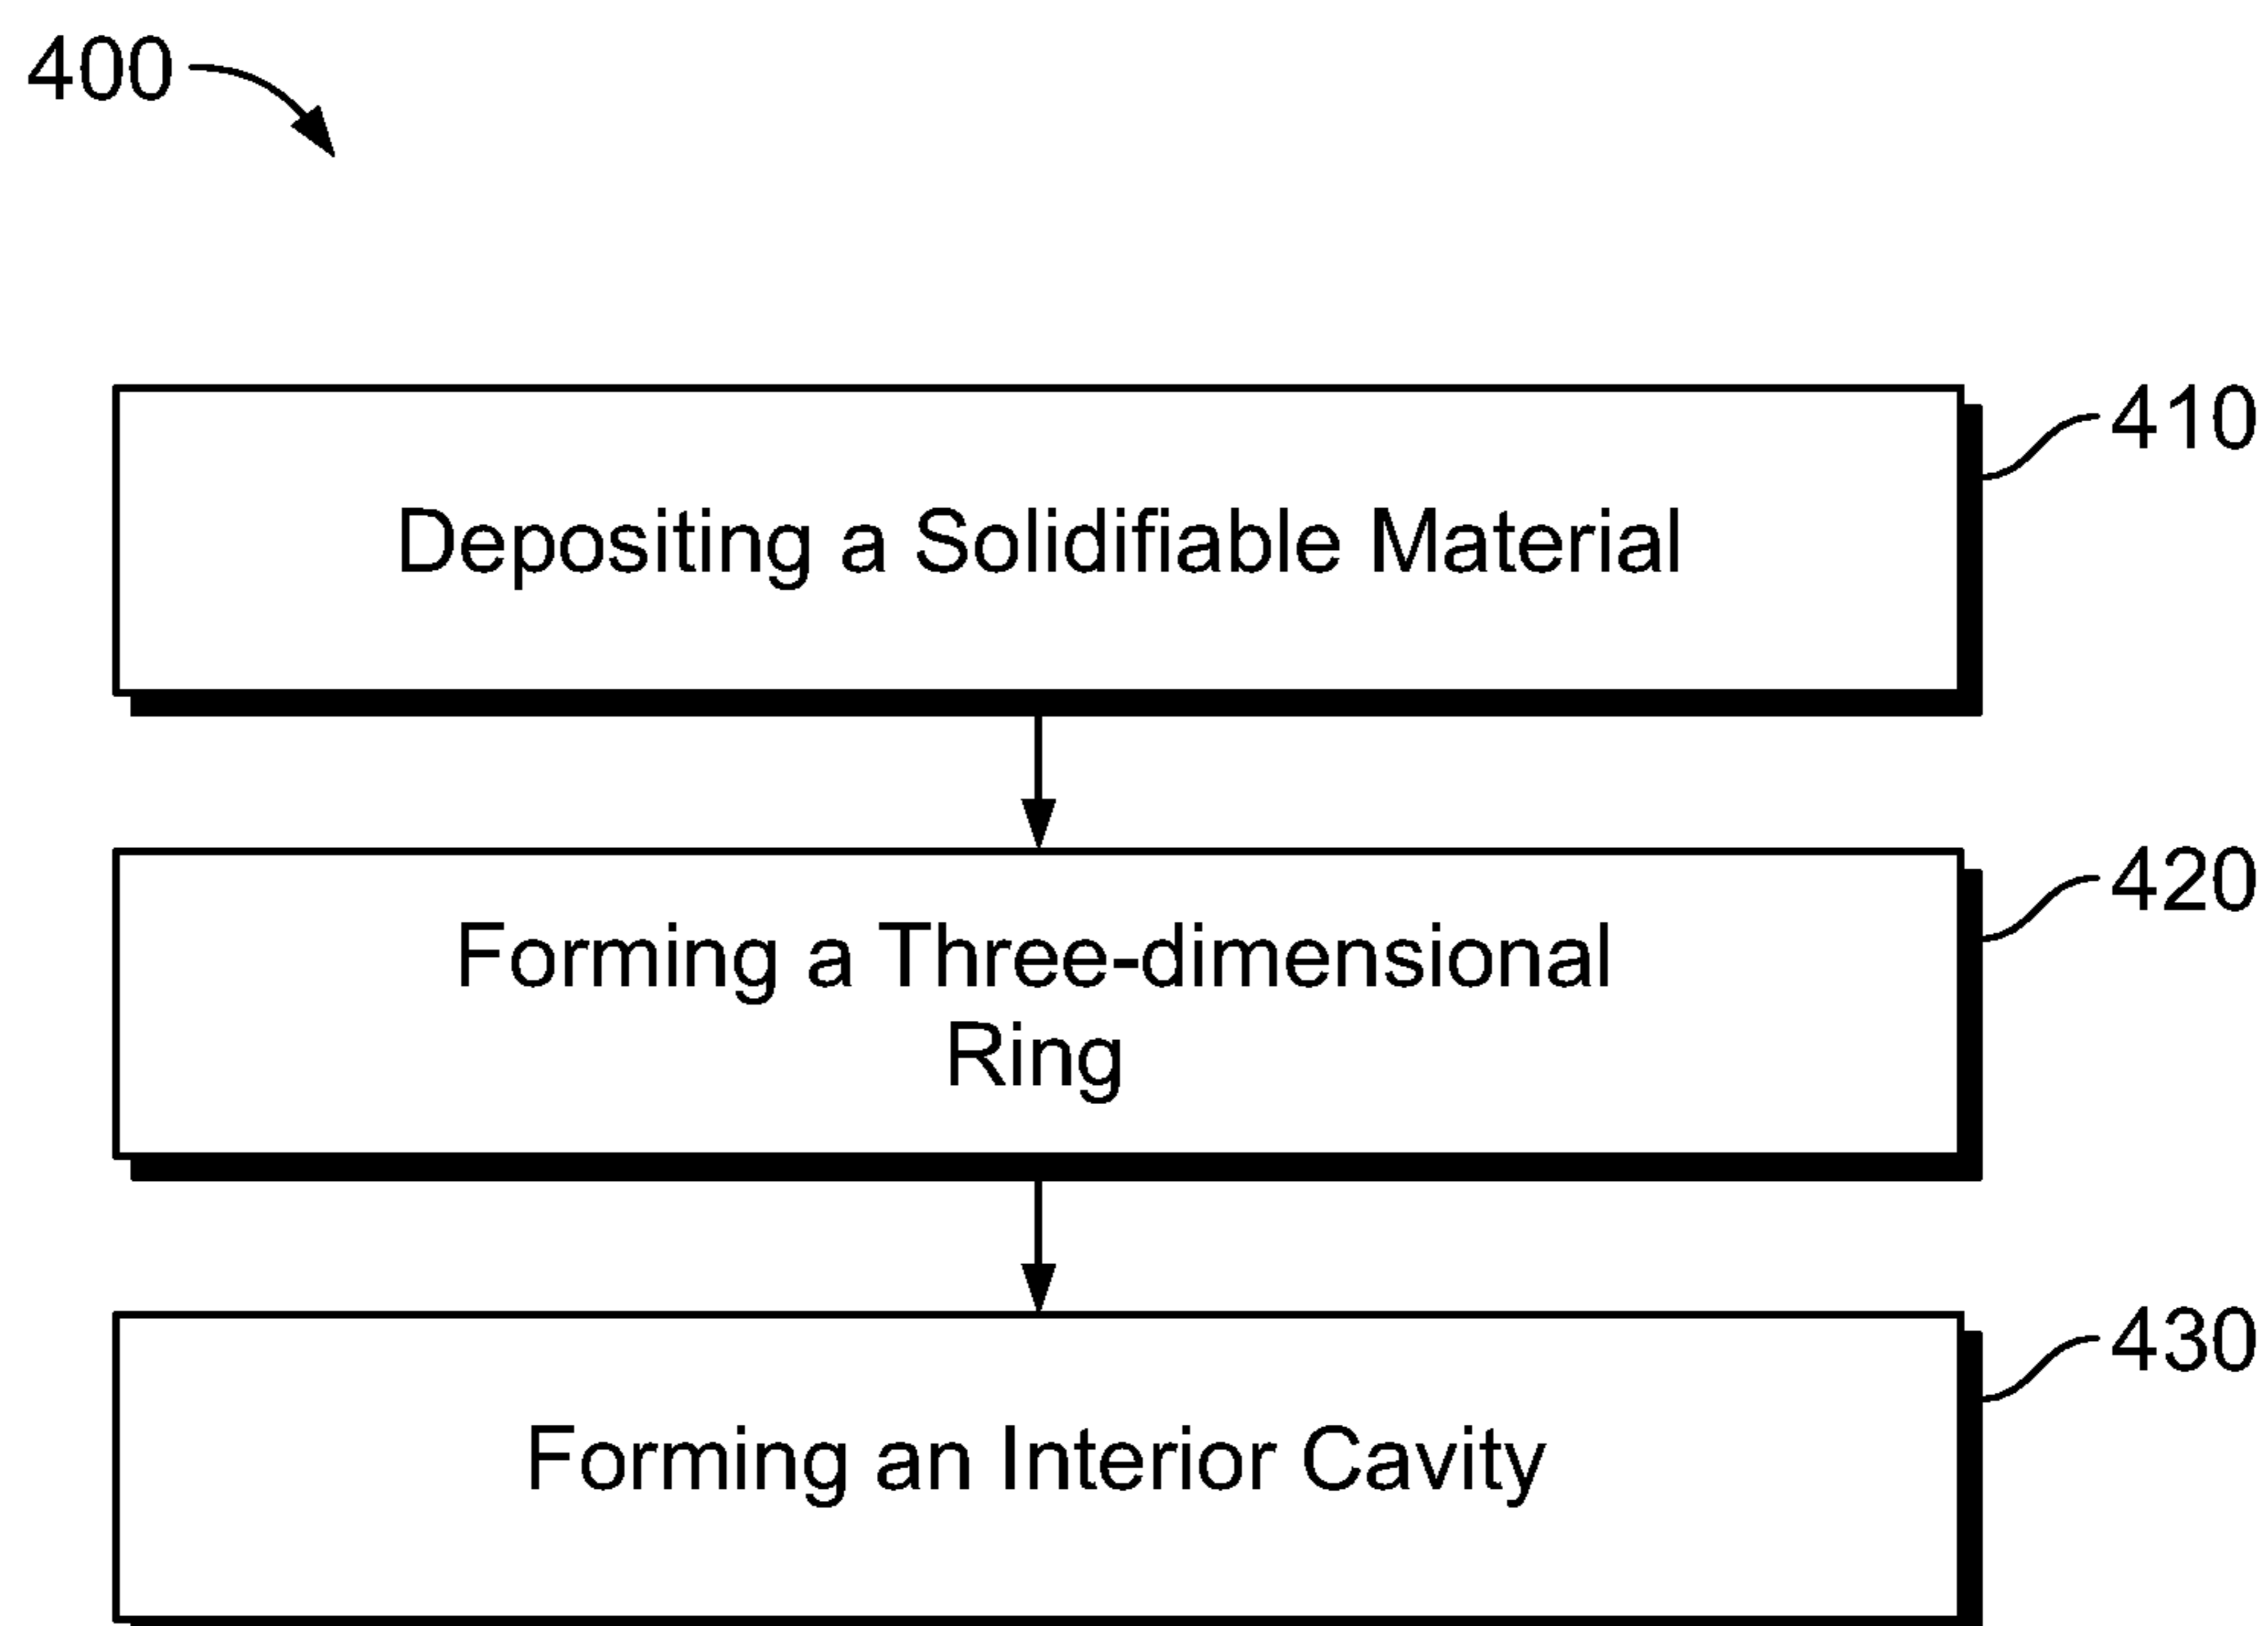 400
410
Depositing a Solidifiable Material
420
Forming a Three-dimensional
Ring
430
Forming an Interior Cavity